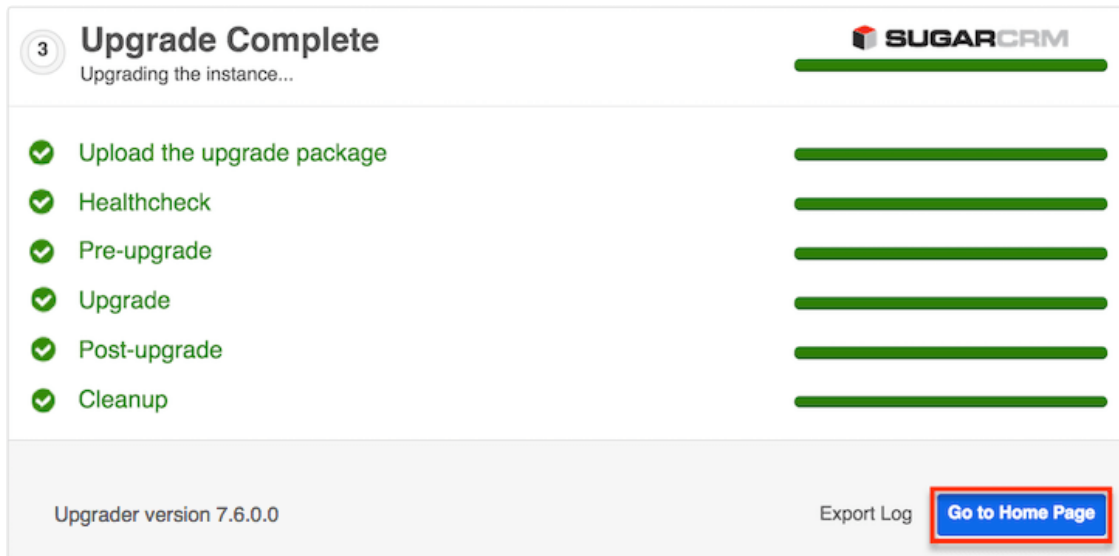 3
Upgrade Complete
SUGARCRM
Upgrading the instance...
Upload the upgrade package
Healthcheck
Pre-upgrade
Upgrade
Post-upgrade
Cleanup
Upgrader version 7.6.0.0
Export Log
Go to Home Page